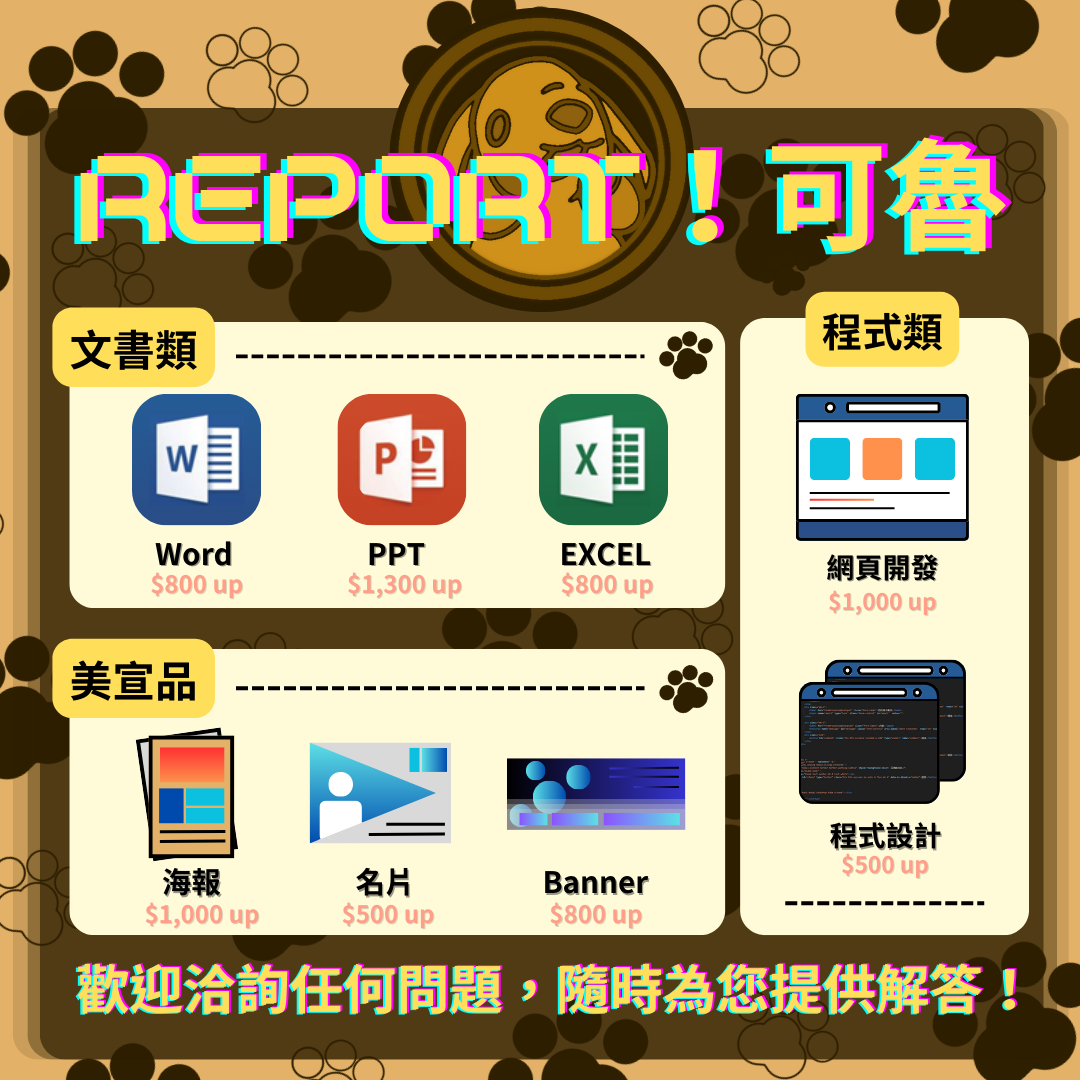 REPORT！可魯
文書類
W
P
X
Word
PPT
EXCEL
$800 up
$1,300 up
$800 up
美宣品
海報
名片
Banner
$1,000 up
$500 up
$800 up
程式類
網頁開發
$1,000 up
程式設計
$500 up
歡迎洽詢任何問題，隨時為您提供解答！